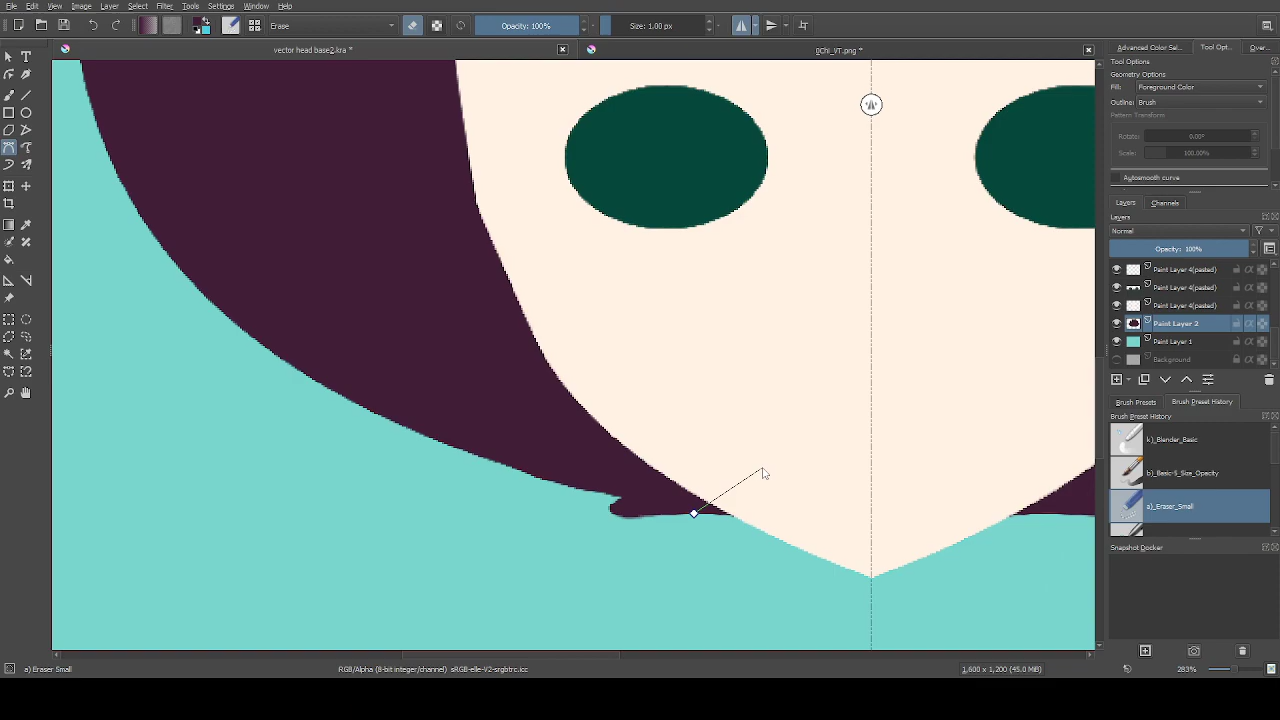 File Edit View Image Layer Select Filter Tools Settings Window Help
Erase Opacity: 100% Size: 1.00 px
vector head base2.kra *
0Chi_VT.png *
Advanced Color Sel... Tool Opt... Over...
Tool Options
Geometry Options
Fill: Foreground Color
Outline: Brush
Pattern Transform
Rotate: 0.00°
Scale: 100.00%
Autosmooth curve
Layers Channels
Layers
Normal
Opacity: 100%
Paint Layer 4(pasted)
Paint Layer 4(pasted)
Paint Layer 4(pasted)
Paint Layer 2
Paint Layer 1
Background
Brush Presets Brush Preset History
Brush Preset History
k)_Blender_Basic
b)_Basic-5_Size_Opacity
a)_Eraser_Small
Snapshot Docker
a) Eraser Small RGB/Alpha (8-bit integer/channel) sRGB-elle-V2-srgbtrc.icc 1,600 x 1,200 (45.0 MiB) 283%